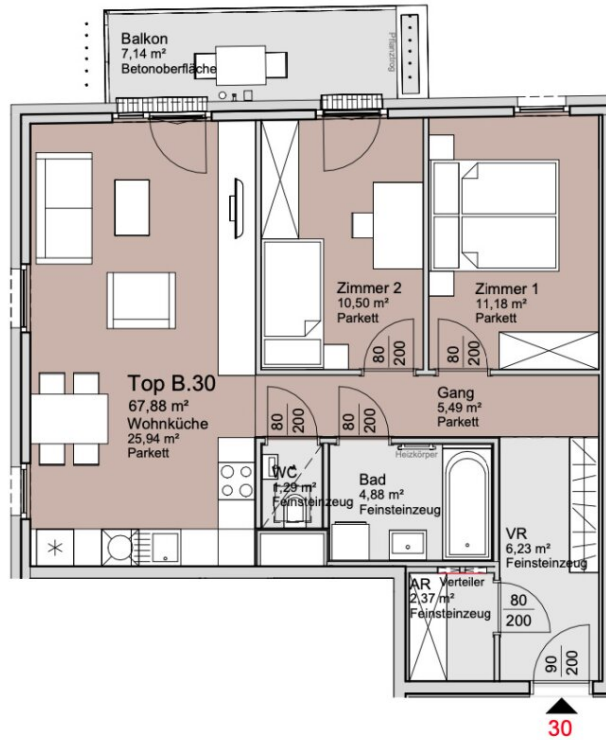 Balkon
7,14 m²
Betonoberfläche
Pflanztrog
Zimmer 2
10,50 m²
Parkett
Zimmer 1
11,18 m²
Parkett
80
200
80
200
Top B.30
67,88 m²
Wohnküche
25,94 m²
Parkett
Gang
5,49 m²
Parkett
80
200
80
200
Heizkörper
WC
1,29 m²
Feinsteinzeug
Bad
4,88 m²
Feinsteinzeug
VR
6,23 m²
Feinsteinzeug
AR
Verteiler
2,37 m²
Feinsteinzeug
80
200
90
200
30